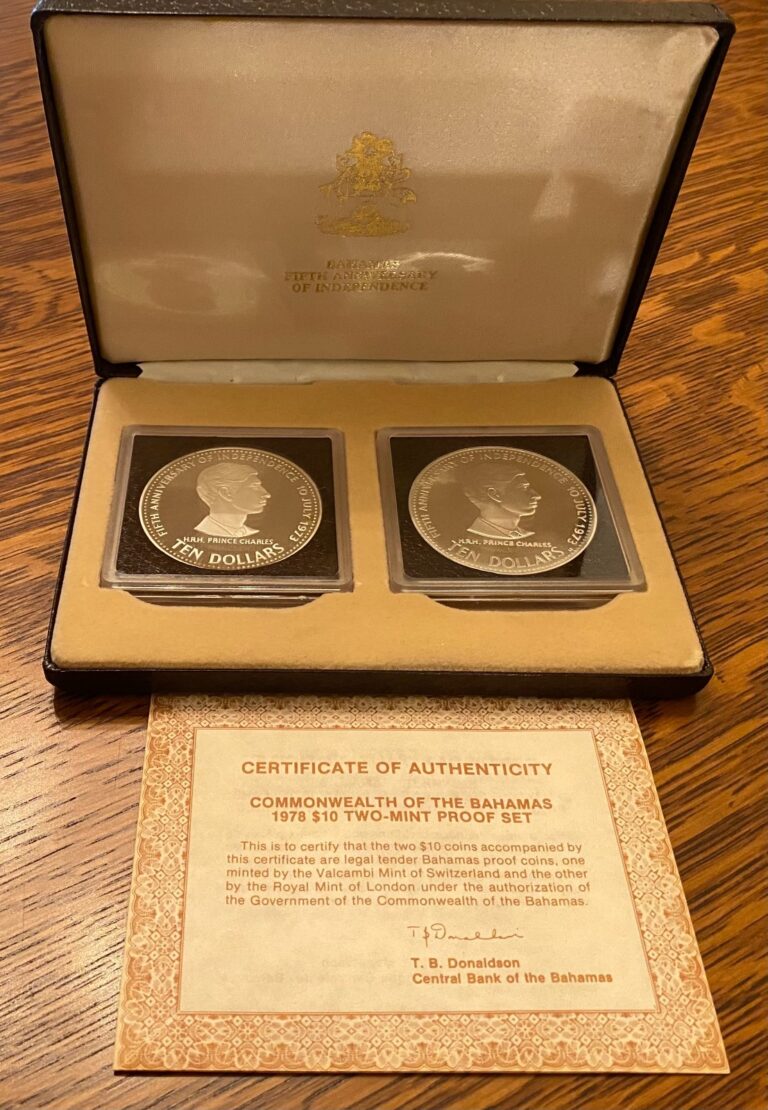 BAHAMAS
FIFTH ANNIVERSARY
OF INDEPENDENCE
FIFTH ANNIVERSARY OF INDEPENDENCE 10 JULY 1973
H.R.H. PRINCE CHARLES
TEN DOLLARS
FIFTH ANNIVERSARY OF INDEPENDENCE 10 JULY 1973
H.R.H. PRINCE CHARLES
TEN DOLLARS
CERTIFICATE OF AUTHENTICITY
COMMONWEALTH OF THE BAHAMAS
1978 $10 TWO-MINT PROOF SET
This is to certify that the two $10 coins accompanied by
this certificate are legal tender Bahamas proof coins, one
minted by the Valcambi Mint of Switzerland and the other
by the Royal Mint of London under the authorization of
the Government of the Commonwealth of the Bahamas.
T B Donaldson
T. B. Donaldson
Central Bank of the Bahamas